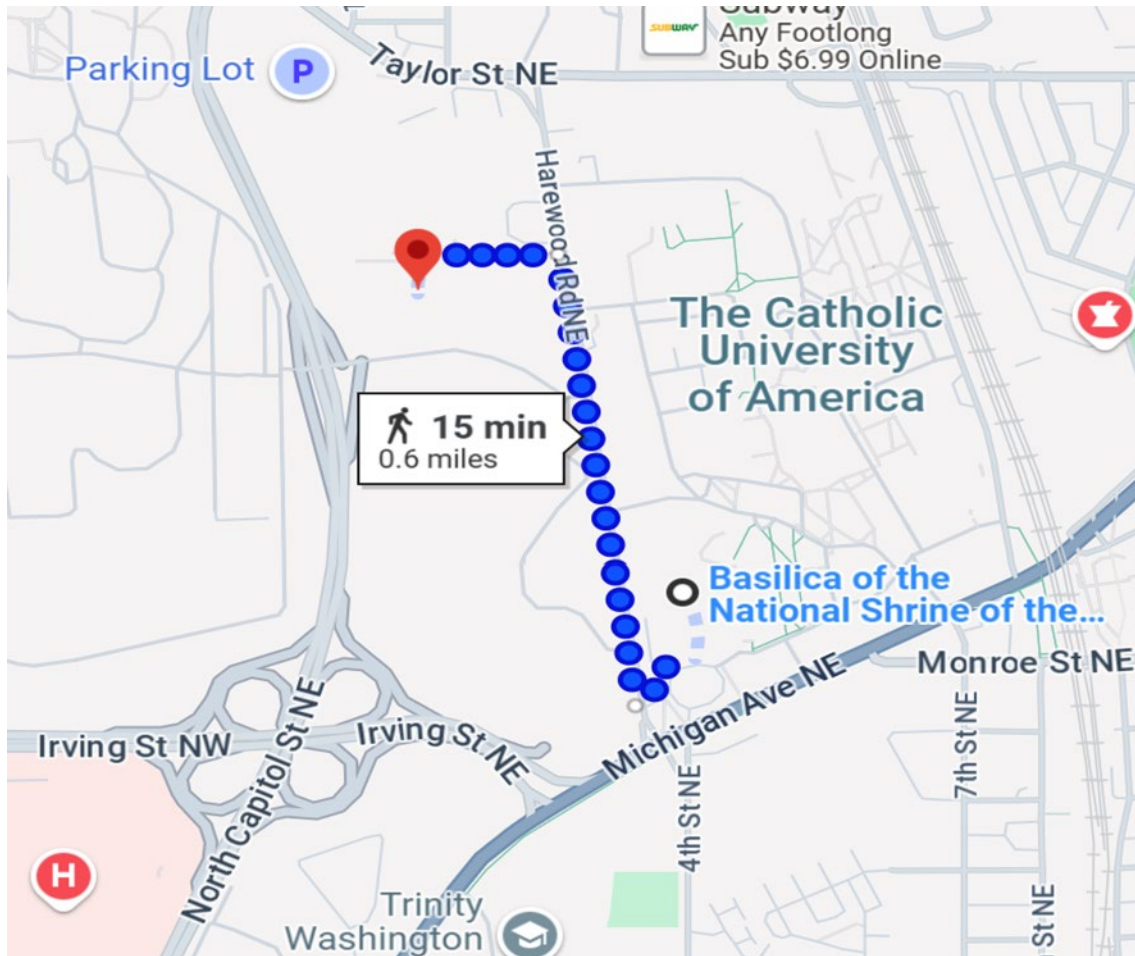 Subway
SUBWAY
Any Footlong
Sub $6.99 Online
Parking Lot
P
Taylor St NE
Harewood Rd NE
The Catholic
University
of America
15 min
0.6 miles
Basilica of the
National Shrine of the...
Monroe St NE
Michigan Ave NE
Irving St NW
Irving St NE
North Capitol St NE
7th St NE
4th St NE
H
Trinity
Washington
St NE